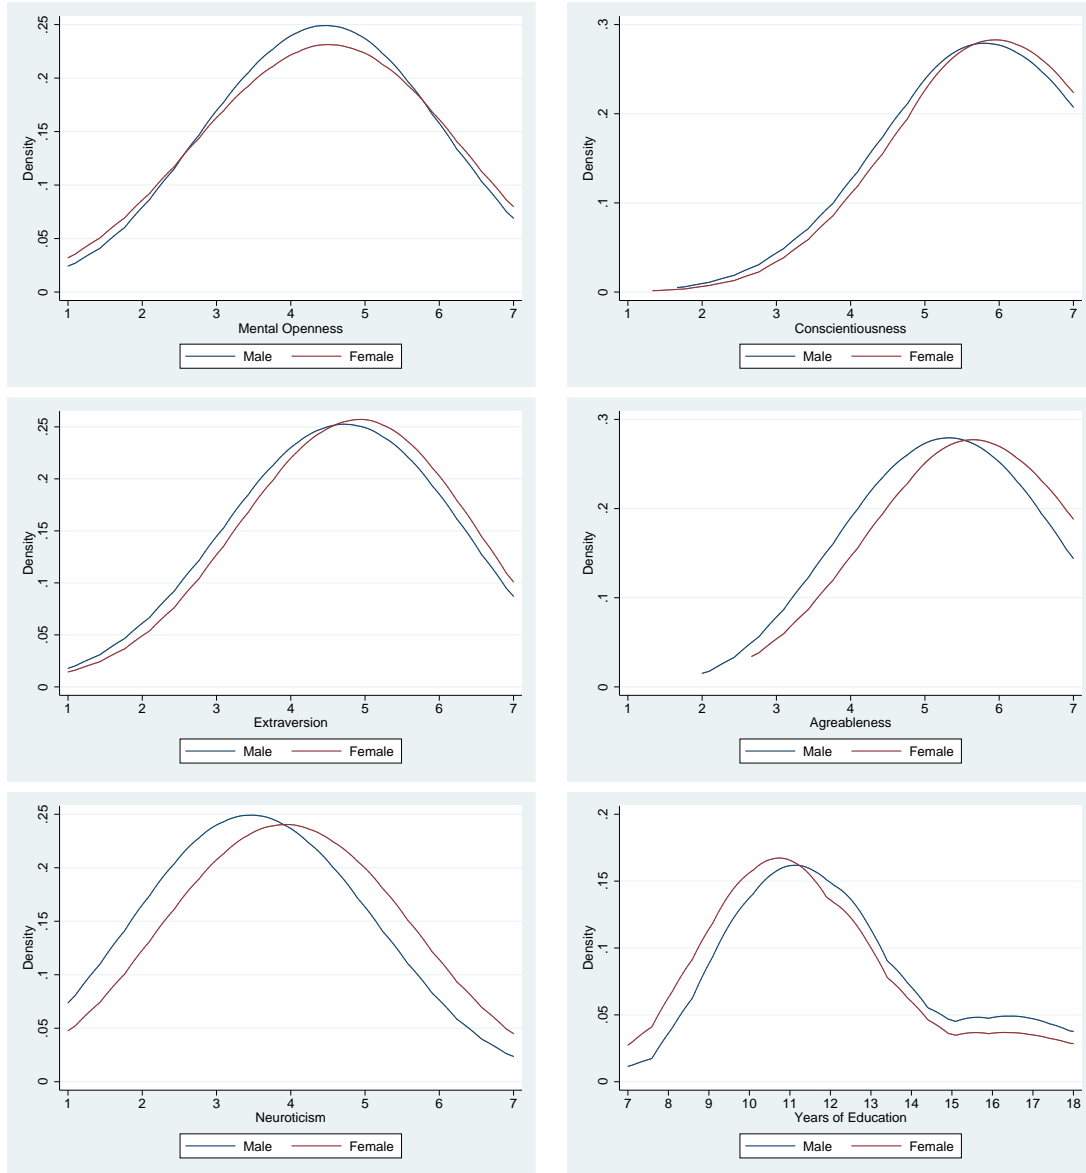 .25
.2
.15
.1
.05
0
Density
1 2 3 4 5 6 7
Mental Openness
Male Female
.3
.2
.1
0
Density
1 2 3 4 5 6 7
Conscientiousness
Male Female
.25
.2
.15
.1
.05
0
Density
1 2 3 4 5 6 7
Extraversion
Male Female
.3
.2
.1
0
Density
1 2 3 4 5 6 7
Agreableness
Male Female
.25
.2
.15
.1
.05
0
Density
1 2 3 4 5 6 7
Neuroticism
Male Female
.2
.15
.1
.05
0
Density
7 8 9 10 11 12 13 14 15 16 17 18
Years of Education
Male Female